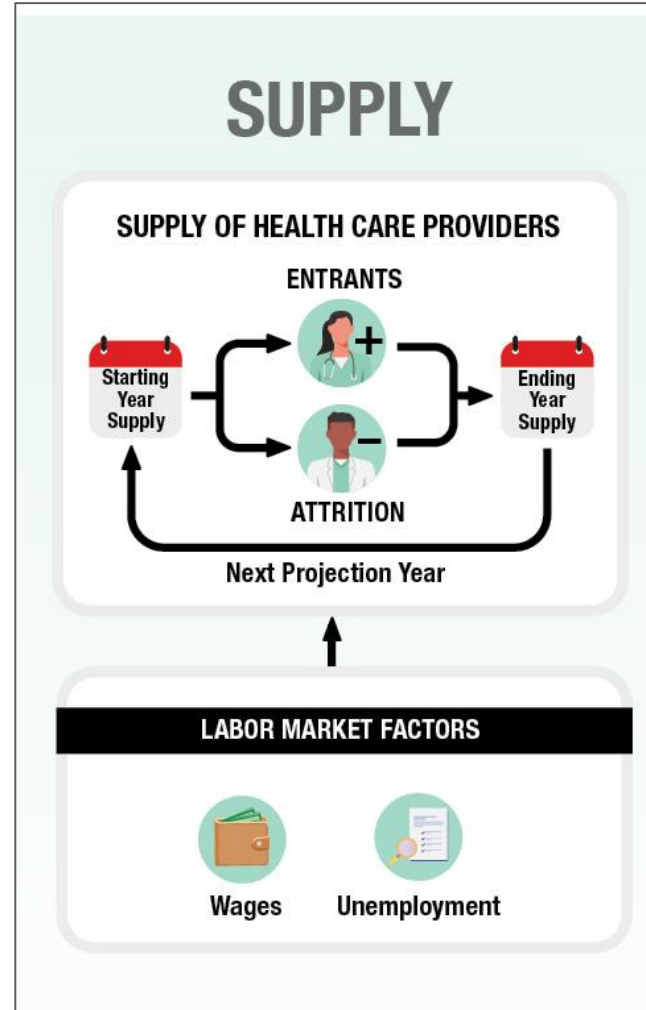 SUPPLY
SUPPLY OF HEALTH CARE PROVIDERS
ENTRANTS
+
Starting
Year
Supply
Ending
Year
Supply
−
ATTRITION
Next Projection Year
LABOR MARKET FACTORS
Wages
Unemployment